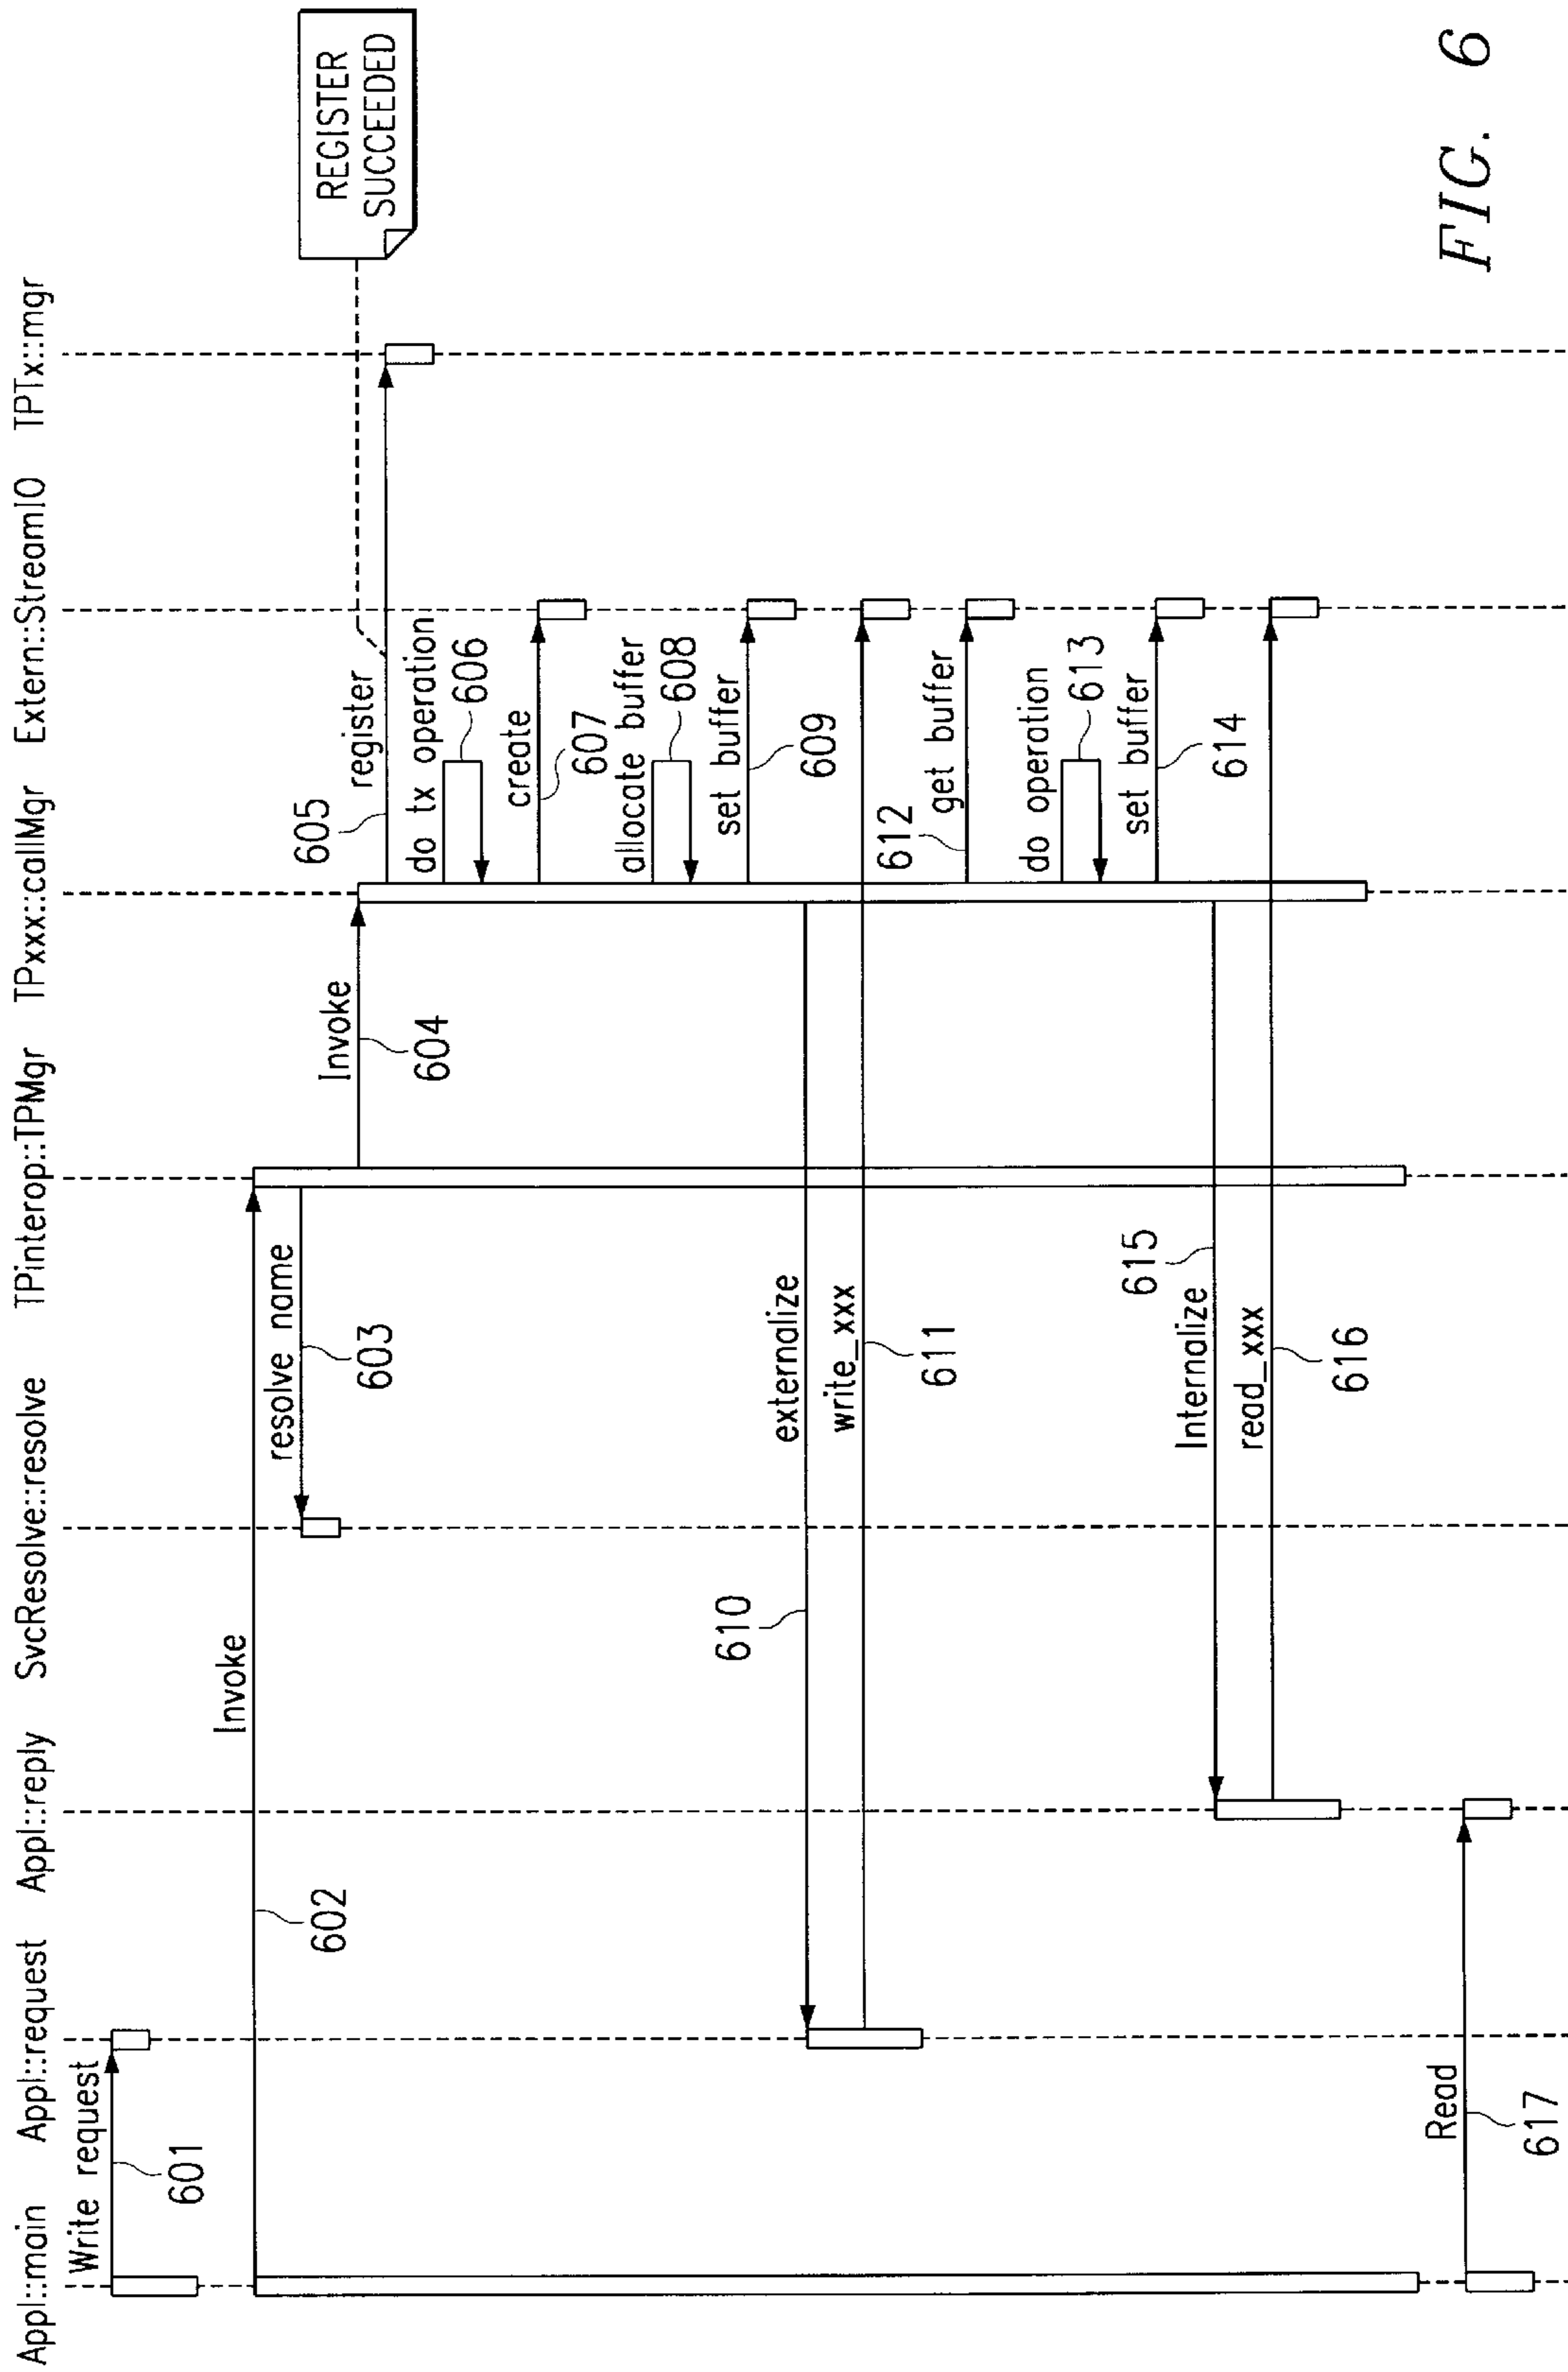 Appl::main Appl::request Appl::reply SvcResolve::resolve TPinterop::TPMgr TPxxx::callMgr Extern::StreamIO TPTx::mgr
Write request
601
Invoke
602
resolve name
603
Invoke
604
605
register
REGISTER
SUCCEEDED
do tx operation
606
create
607
allocate buffer
608
set buffer
609
externalize
610
write_xxx
611
612
get buffer
do operation
613
set buffer
614
Internalize
615
read_xxx
616
Read
617
FIG. 6